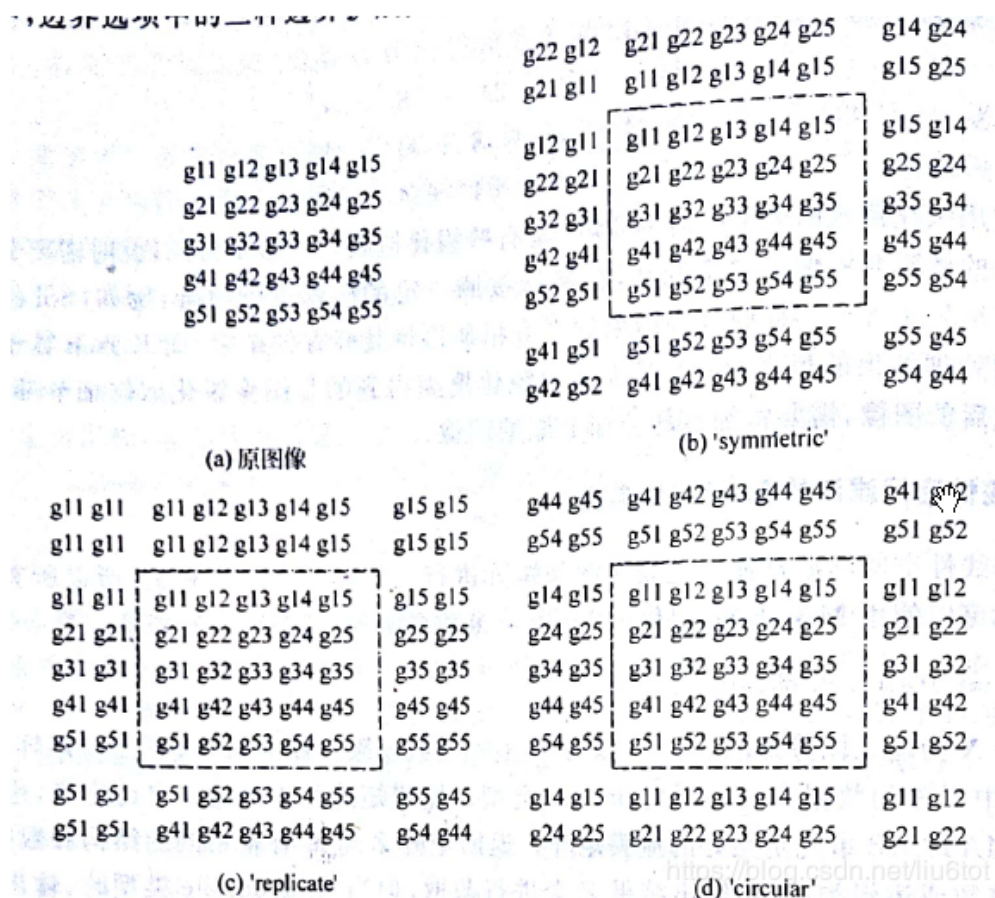 边界选项中的
g11 g12 g13 g14 g15
g21 g22 g23 g24 g25
g31 g32 g33 g34 g35
g41 g42 g43 g44 g45
g51 g52 g53 g54 g55
(a) 原图像
g22 g12 g21 g22 g23 g24 g25 g14 g24
g21 g11 g11 g12 g13 g14 g15 g15 g25
g12 g11 g11 g12 g13 g14 g15 g15 g14
g22 g21 g21 g22 g23 g24 g25 g25 g24
g32 g31 g31 g32 g33 g34 g35 g35 g34
g42 g41 g41 g42 g43 g44 g45 g45 g44
g52 g51 g51 g52 g53 g54 g55 g55 g54
g41 g51 g51 g52 g53 g54 g55 g55 g45
g42 g52 g41 g42 g43 g44 g45 g54 g44
(b) 'symmetric'
g11 g11 g11 g12 g13 g14 g15 g15 g15
g11 g11 g11 g12 g13 g14 g15 g15 g15
g11 g11 g11 g12 g13 g14 g15 g15 g15
g21 g21 g21 g22 g23 g24 g25 g25 g25
g31 g31 g31 g32 g33 g34 g35 g35 g35
g41 g41 g41 g42 g43 g44 g45 g45 g45
g51 g51 g51 g52 g53 g54 g55 g55 g55
g51 g51 g51 g52 g53 g54 g55 g55 g45
g51 g51 g41 g42 g43 g44 g45 g54 g44
(c) 'replicate'
g44 g45 g41 g42 g43 g44 g45 g41
g54 g55 g51 g52 g53 g54 g55 g51 g52
g14 g15 g11 g12 g13 g14 g15 g11 g12
g24 g25 g21 g22 g23 g24 g25 g21 g22
g34 g35 g31 g32 g33 g34 g35 g31 g32
g44 g45 g41 g42 g43 g44 g45 g41 g42
g54 g55 g51 g52 g53 g54 g55 g51 g52
g14 g15 g11 g12 g13 g14 g15 g11 g12
g24 g25 g21 g22 g23 g24 g25 g21 g22
(d) 'circular'
https://blog.csdn.net/liu6tot